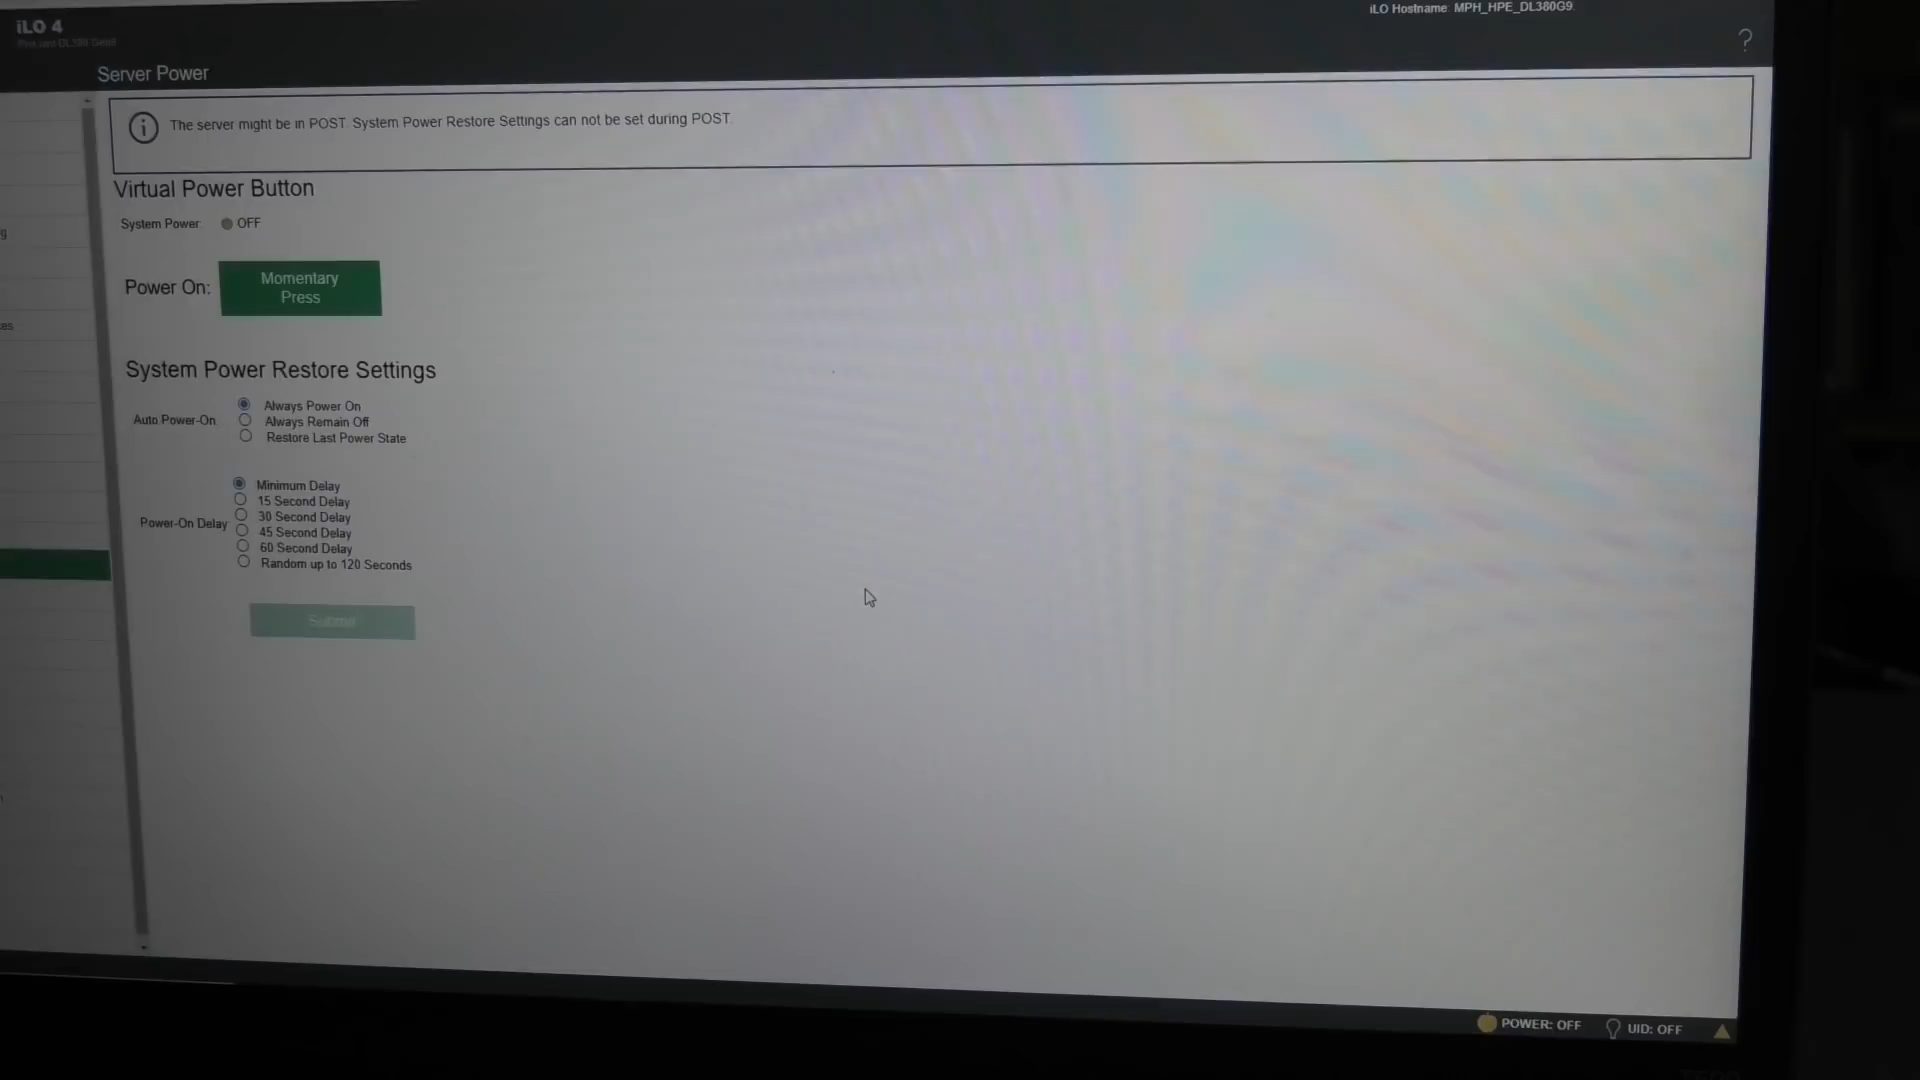 iLO 4
ProLiant DL380 Gen9
iLO Hostname: MPH_HPE_DL380G9
?
Server Power
The server might be in POST. System Power Restore Settings can not be set during POST.
Virtual Power Button
System Power: OFF
Power On: Momentary Press
System Power Restore Settings
Auto Power-On
Always Power On
Always Remain Off
Restore Last Power State
Power-On Delay
Minimum Delay
15 Second Delay
30 Second Delay
45 Second Delay
60 Second Delay
Random up to 120 Seconds
Submit
POWER: OFF
UID: OFF